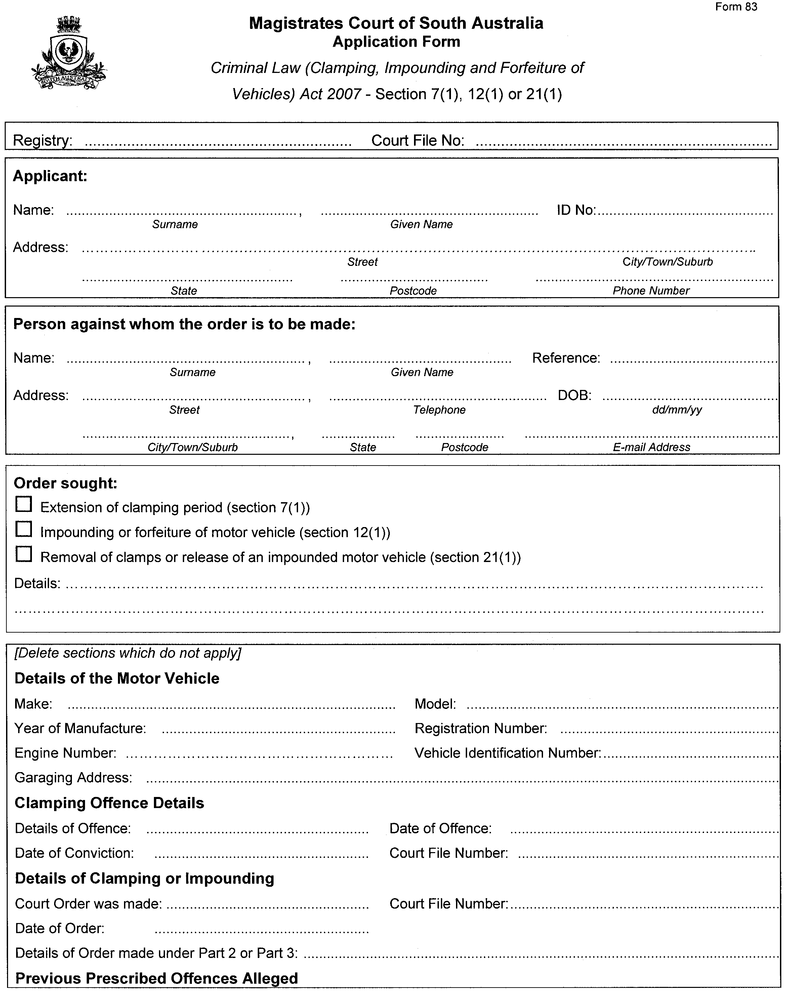 Form 83
Magistrates Court of South Australia
Application Form
Criminal Law (Clamping, Impounding and Forfeiture of
Vehicles) Act 2007 - Section 7(1), 12(1) or 21(1)
SOUTH AUSTRALIA
Registry: ........................................ Court File No: ........................................
Applicant:
Name: ........................................, ........................................ ID No:........................................
Surname Given Name
Address: ................................................................................
Street City/Town/Suburb
........................................ ........................................ ........................................
State Postcode Phone Number
Person against whom the order is to be made:
Name: ........................................, ........................................ Reference: ........................................
Surname Given Name
Address: ........................................, ........................................ DOB: ........................................
Street Telephone dd/mm/yy
........................................, .................... .................... ........................................
City/Town/Suburb State Postcode E-mail Address
Order sought:
☐ Extension of clamping period (section 7(1))
☐ Impounding or forfeiture of motor vehicle (section 12(1))
☐ Removal of clamps or release of an impounded motor vehicle (section 21(1))
Details: ................................................................................
................................................................................
[Delete sections which do not apply]
Details of the Motor Vehicle
Make: ........................................ Model: ........................................
Year of Manufacture: ........................................ Registration Number: ........................................
Engine Number: ........................................ Vehicle Identification Number:........................................
Garaging Address: ................................................................................
Clamping Offence Details
Details of Offence: ........................................ Date of Offence: ........................................
Date of Conviction: ........................................ Court File Number: ........................................
Details of Clamping or Impounding
Court Order was made: ........................................ Court File Number:........................................
Date of Order: ........................................
Details of Order made under Part 2 or Part 3: ........................................
Previous Prescribed Offences Alleged